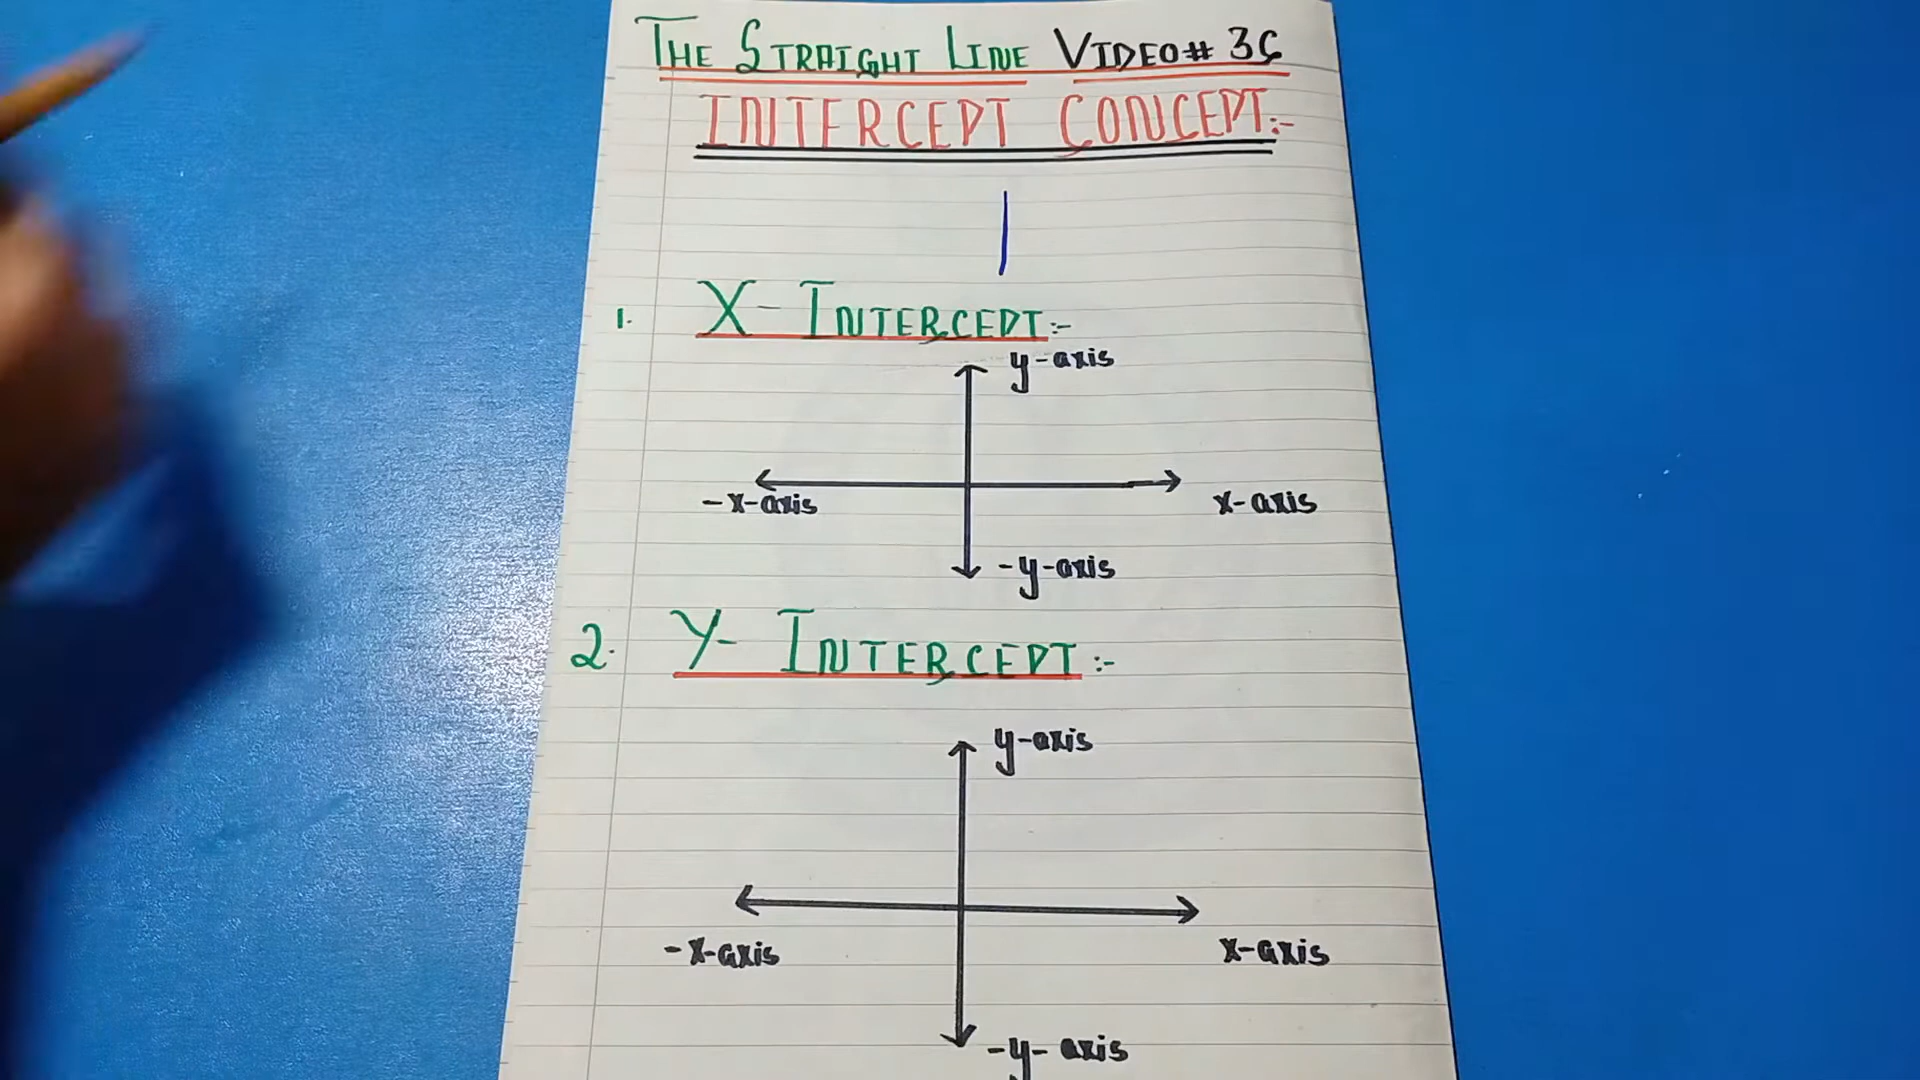 THE STRAIGHT LINE VIDEO# 3C
INTERCEPT CONCEPT:-
1. X-INTERCEPT:-
y-axis
-x-axis
x-axis
-y-axis
2. Y-INTERCEPT:-
y-axis
-x-axis
x-axis
-y-axis